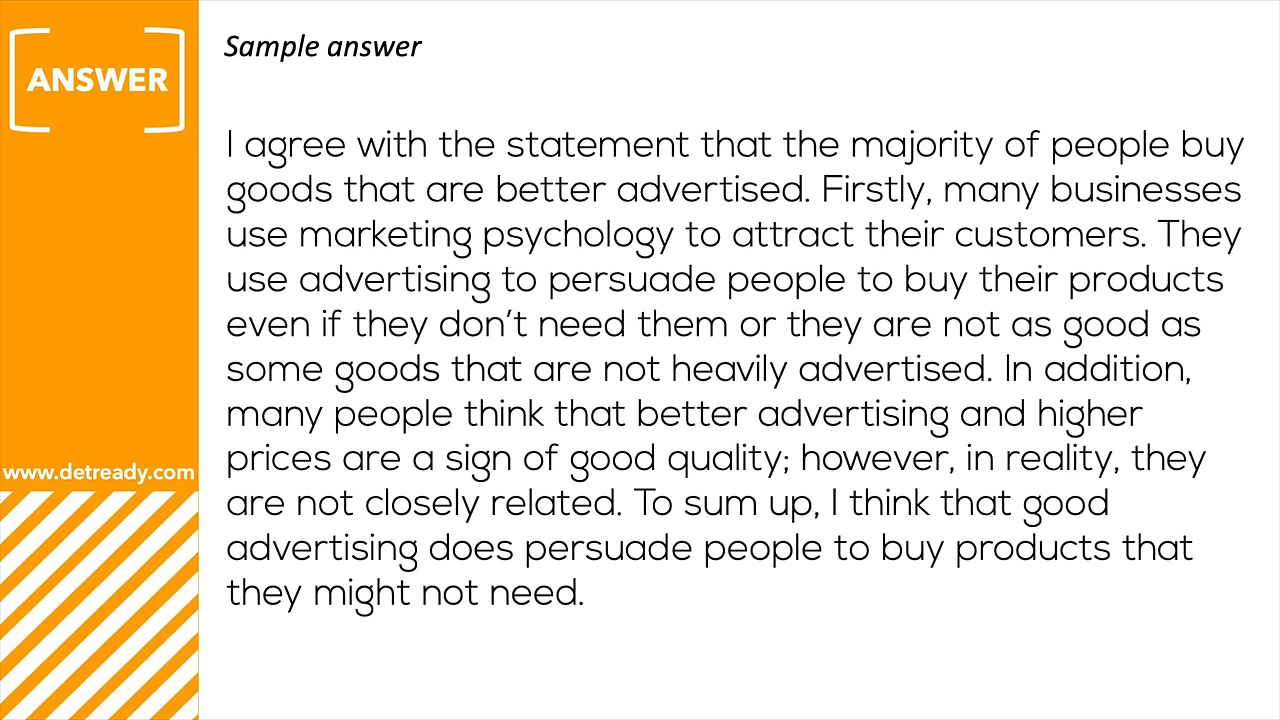 ANSWER
www.detready.com
Sample answer
I agree with the statement that the majority of people buy
goods that are better advertised. Firstly, many businesses
use marketing psychology to attract their customers. They
use advertising to persuade people to buy their products
even if they don’t need them or they are not as good as
some goods that are not heavily advertised. In addition,
many people think that better advertising and higher
prices are a sign of good quality; however, in reality, they
are not closely related. To sum up, I think that good
advertising does persuade people to buy products that
they might not need.